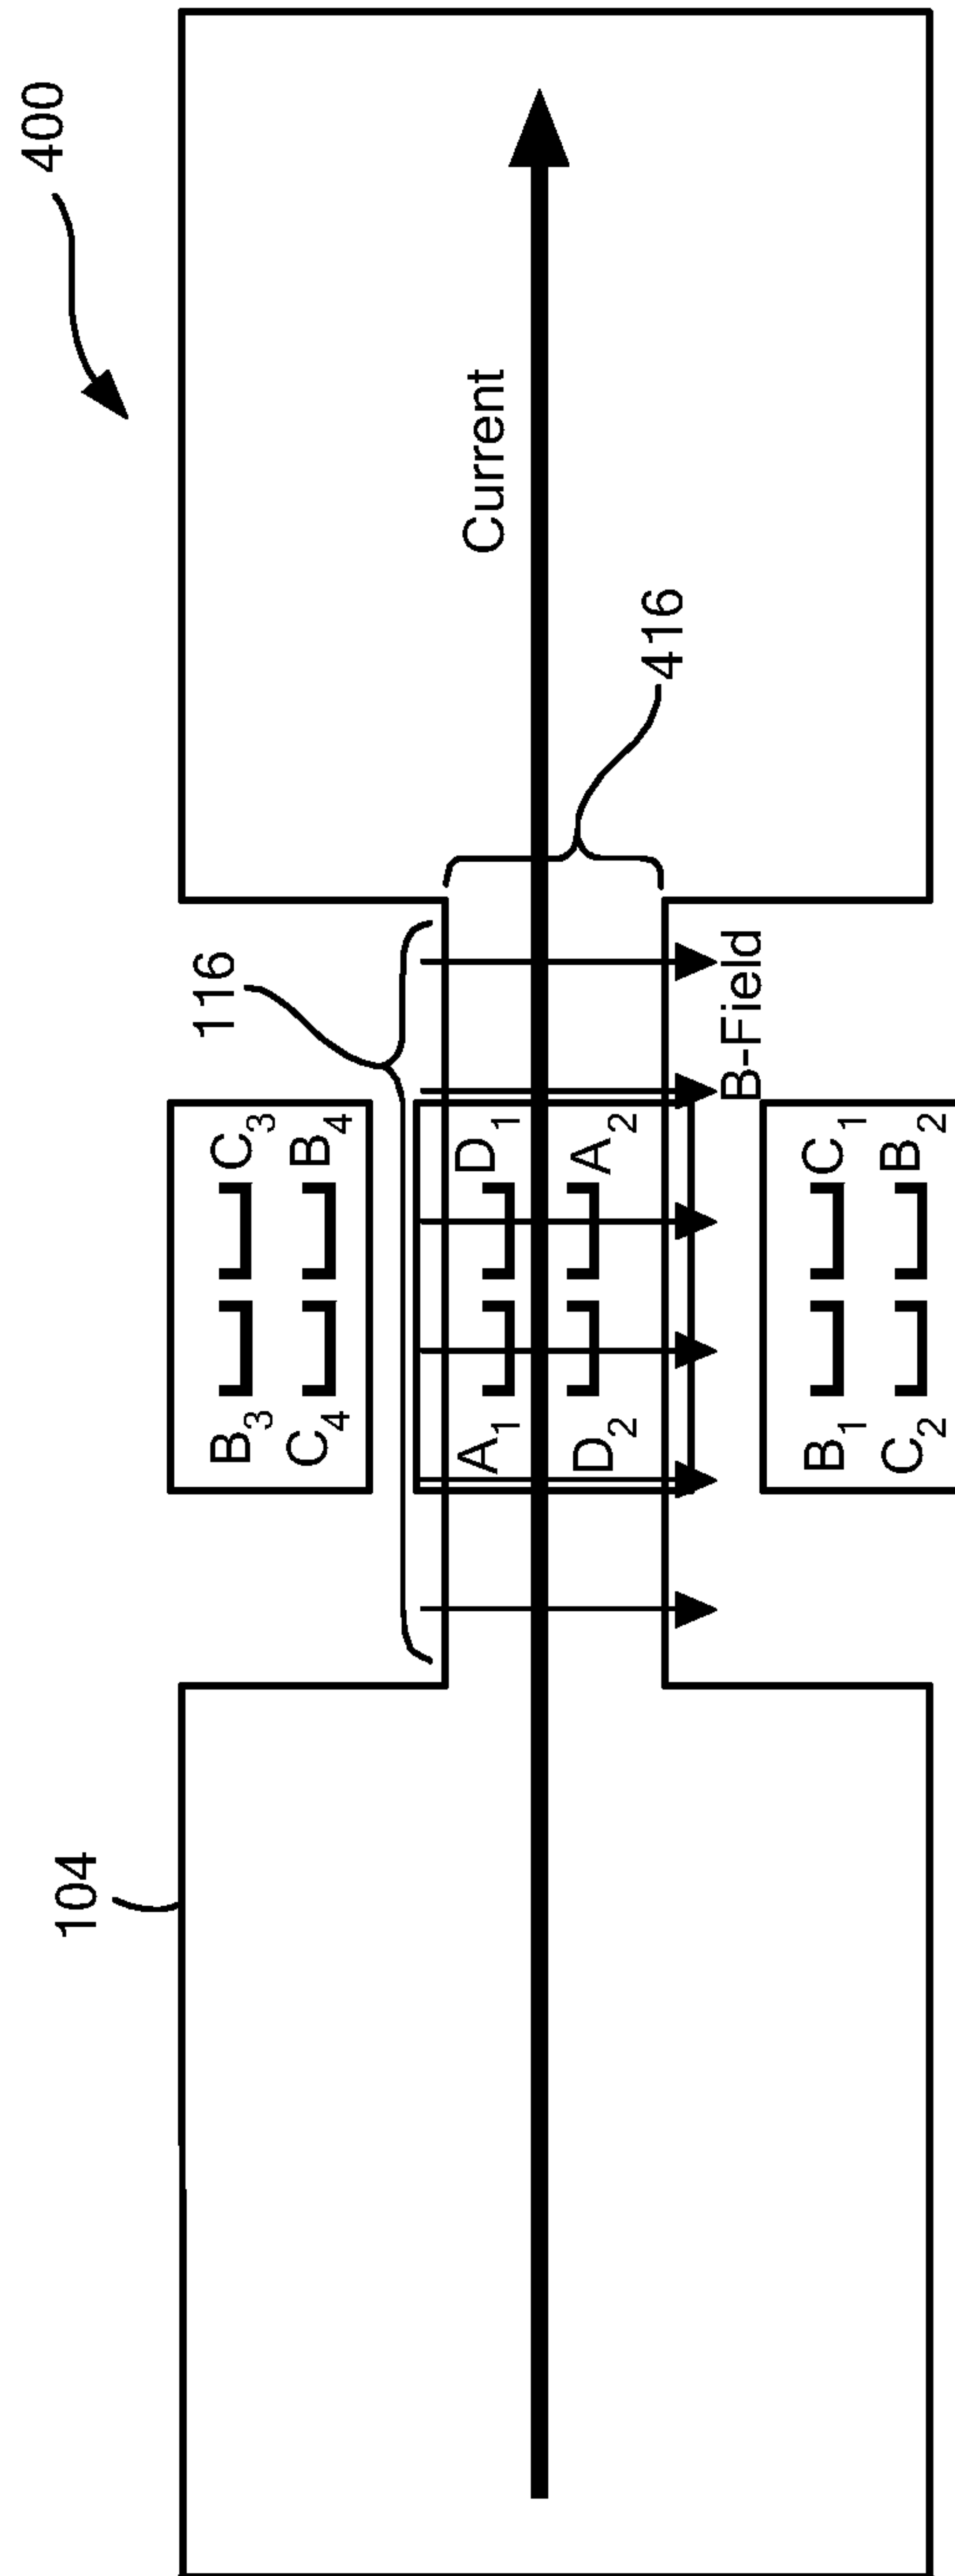 400
104
116
B₃ C₃
C₄ B₄
A₁ D₁
Current
D₂ A₂
416
B-Field
B₁ C₁
C₂ B₂